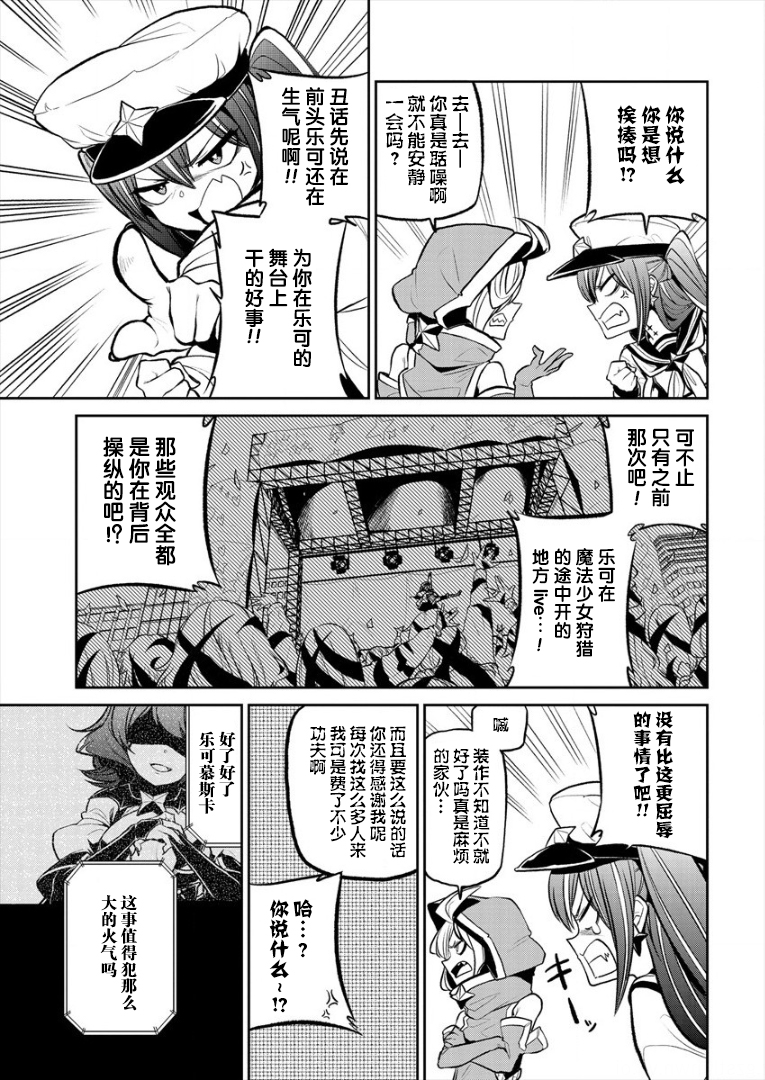 你说什么
你是想
挨揍吗!?
去—去—
你真是聒噪啊
就不能安静
一会吗?
丑话先说在
前头乐可还在
生气呢啊!!
为你在乐可的
舞台上
干的好事!!
可不止
只有之前
那次吧!
乐可在
魔法少女狩猎
的途中开的
地方live…!
那些观众全都
是你在背后
操纵的吧!?
没有比这更屈辱
的事情了吧!!
嘁
装作不知道不就
好了吗真是麻烦
的家伙…
而且要这么说的话
你还得感谢我呢
每次找这么多人来
我可是费了不少
功夫啊
哈…?
你说什么
~!?
好了好了
乐可慕斯卡
这事值得犯那么
大的火气吗